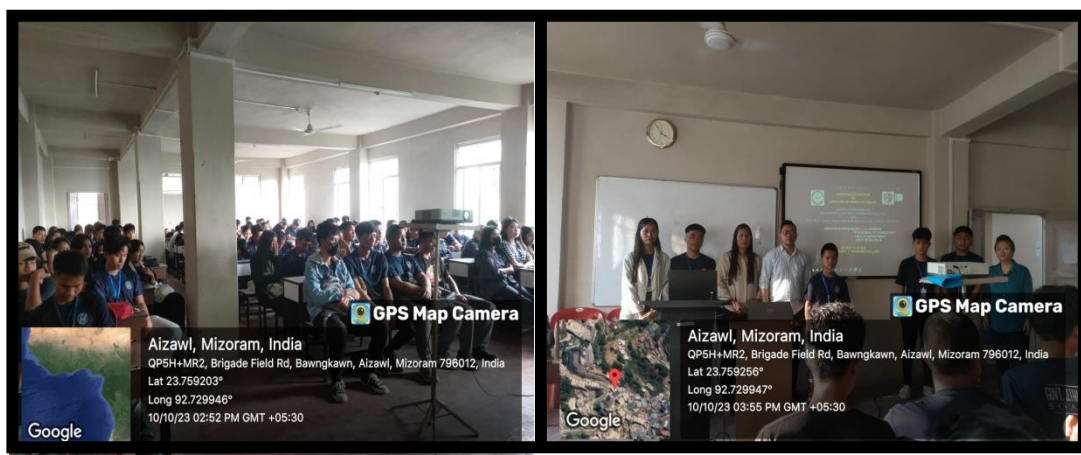 GPS Map Camera
Aizawl, Mizoram, India
QP5H+MR2, Brigade Field Rd, Bawngkawn, Aizawl, Mizoram 796012, India
Lat 23.759203°
Long 92.729946°
10/10/23 02:52 PM GMT +05:30
Google
GPS Map Camera
Aizawl, Mizoram, India
QP5H+MR2, Brigade Field Rd, Bawngkawn, Aizawl, Mizoram 796012, India
Lat 23.759256°
Long 92.729947°
10/10/23 03:55 PM GMT +05:30
Google